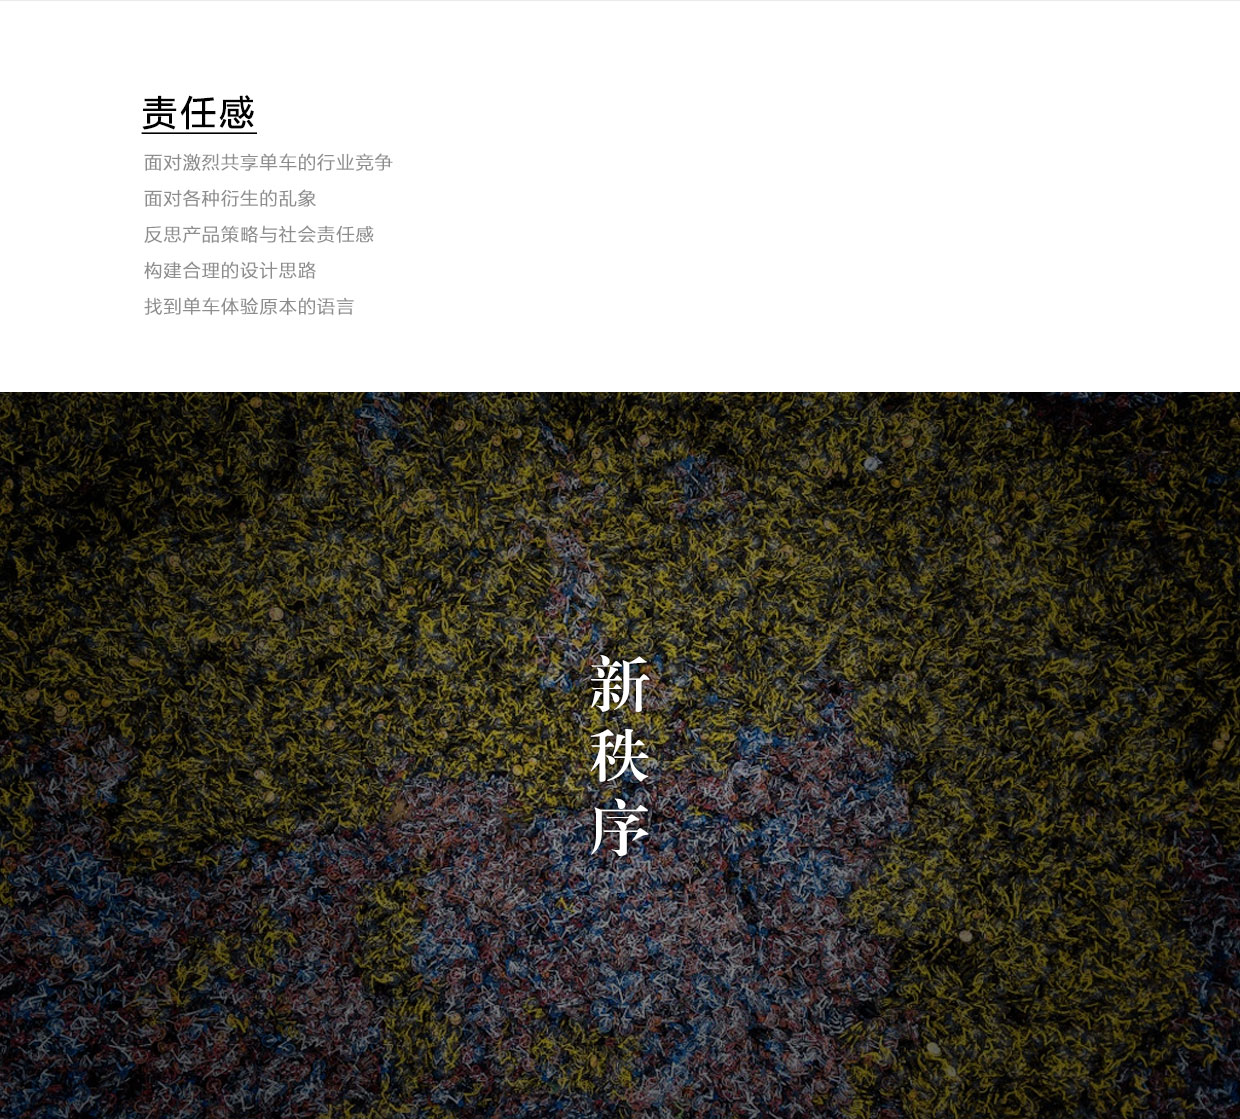 责任感
面对激烈共享单车的行业竞争
面对各种衍生的乱象
反思产品策略与社会责任感
构建合理的设计思路
找到单车体验原本的语言
新
秩
序